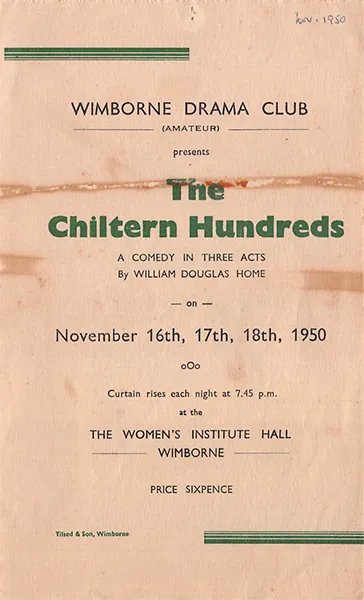 Nov. 1950
WIMBORNE DRAMA CLUB
(AMATEUR)
presents
The
Chiltern Hundreds
A COMEDY IN THREE ACTS
By WILLIAM DOUGLAS HOME
— on —
November 16th, 17th, 18th, 1950
oOo
Curtain rises each night at 7.45 p.m.
at the
THE WOMEN'S INSTITUTE HALL
WIMBORNE
PRICE SIXPENCE
Tilsed & Son, Wimborne